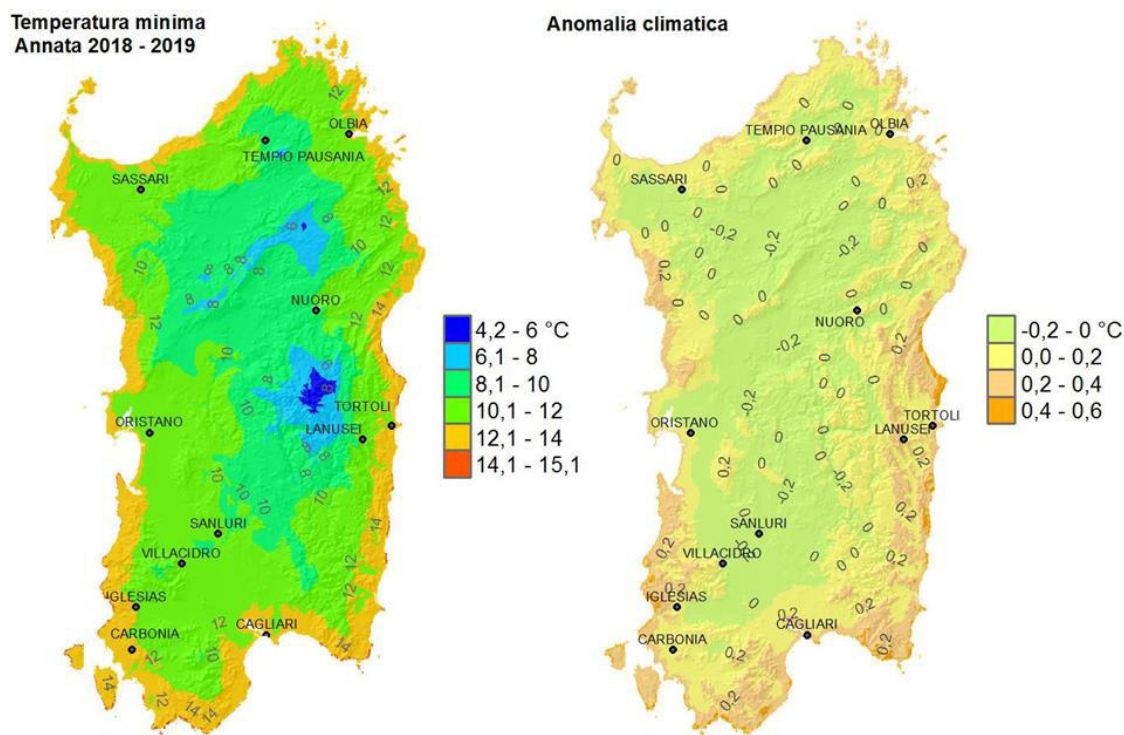 Temperatura minima
Annata 2018 - 2019
OLBIA
TEMPIO PAUSANIA
SASSARI
NUORO
ORISTANO
TORTOLI
LANUSEI
SANLURI
VILLACIDRO
IGLESIAS
CARBONIA
CAGLIARI
4,2 - 6 °C
6,1 - 8
8,1 - 10
10,1 - 12
12,1 - 14
14,1 - 15,1
Anomalia climatica
TEMPIO PAUSANIA
OLBIA
SASSARI
NUORO
ORISTANO
TORTOLI
LANUSEI
SANLURI
VILLACIDRO
IGLESIAS
CARBONIA
CAGLIARI
-0,2 - 0 °C
0,0 - 0,2
0,2 - 0,4
0,4 - 0,6